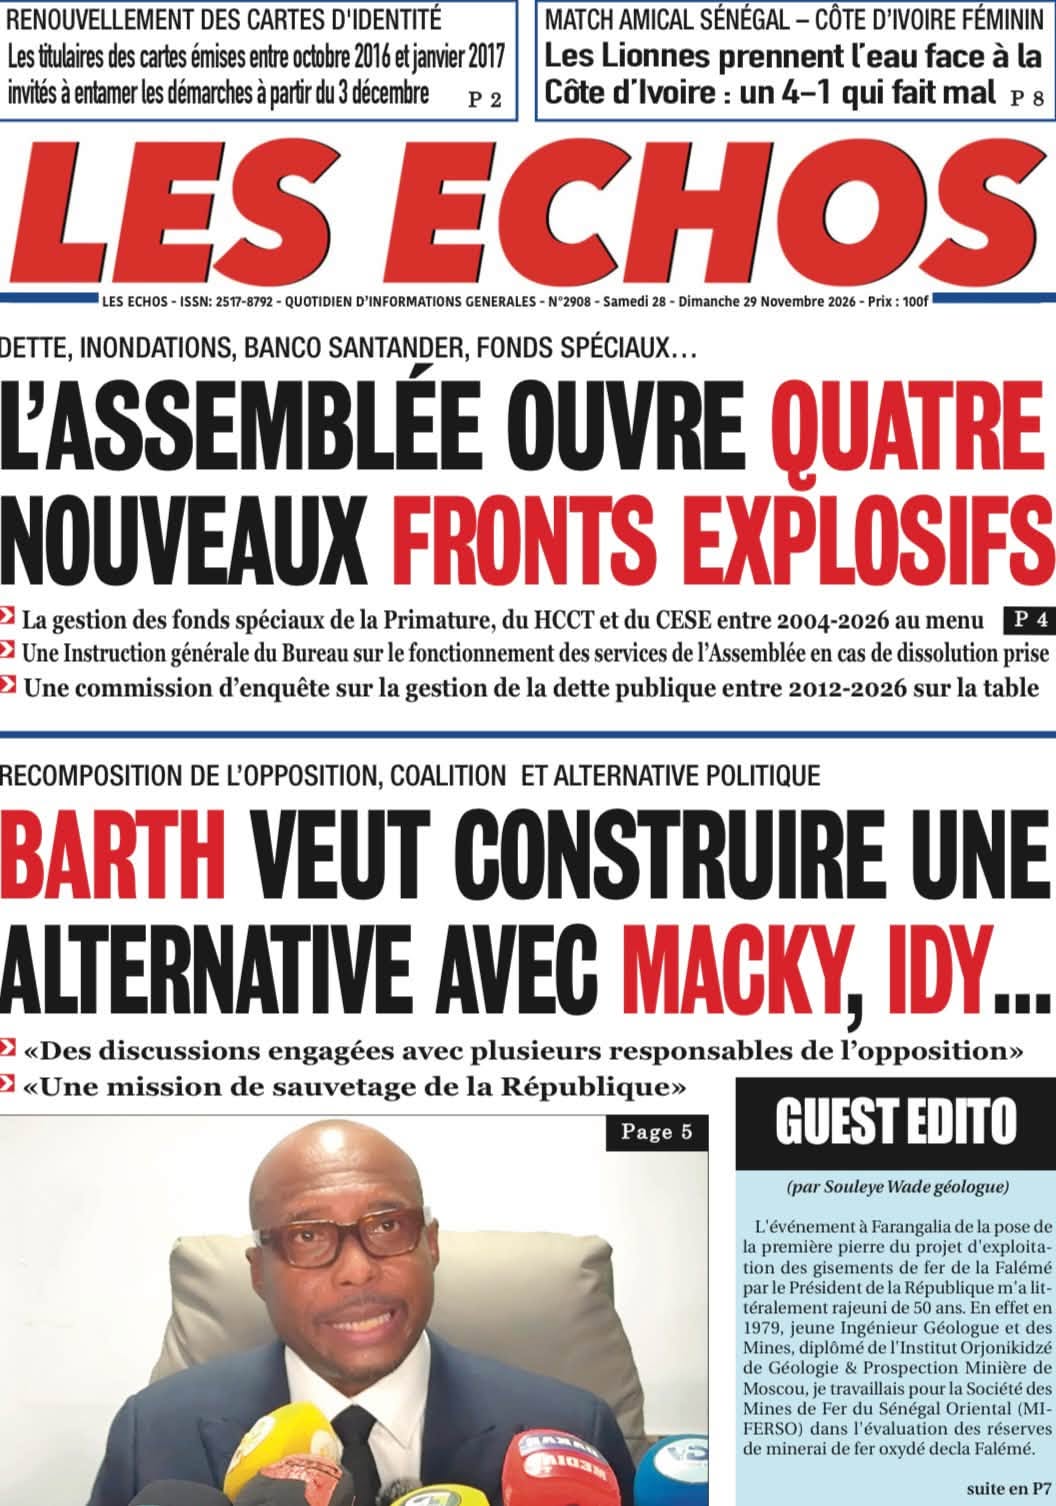 RENOUVELLEMENT DES CARTES D'IDENTITÉ
Les titulaires des cartes émises entre octobre 2016 et janvier 2017
invités à entamer les démarches à partir du 3 décembre P 2
MATCH AMICAL SÉNÉGAL – CÔTE D'IVOIRE FÉMININ
Les Lionnes prennent l'eau face à la
Côte d'Ivoire : un 4–1 qui fait mal P 8
LES ECHOS
LES ECHOS - ISSN: 2517-8792 - QUOTIDIEN D'INFORMATIONS GENERALES - N°2908 - Samedi 28 - Dimanche 29 Novembre 2026 - Prix : 100f
DETTE, INONDATIONS, BANCO SANTANDER, FONDS SPÉCIAUX...
L'ASSEMBLÉE OUVRE QUATRE
NOUVEAUX FRONTS EXPLOSIFS
La gestion des fonds spéciaux de la Primature, du HCCT et du CESE entre 2004-2026 au menu P 4
Une Instruction générale du Bureau sur le fonctionnement des services de l'Assemblée en cas de dissolution prise
Une commission d'enquête sur la gestion de la dette publique entre 2012-2026 sur la table
RECOMPOSITION DE L'OPPOSITION, COALITION ET ALTERNATIVE POLITIQUE
BARTH VEUT CONSTRUIRE UNE
ALTERNATIVE AVEC MACKY, IDY...
«Des discussions engagées avec plusieurs responsables de l'opposition»
«Une mission de sauvetage de la République»
Page 5
GUEST EDITO
(par Souleye Wade géologue)
L'événement à Farangalia de la pose de
la première pierre du projet d'exploita-
tion des gisements de fer de la Falémé
par le Président de la République m'a lit-
téralement rajeuni de 50 ans. En effet en
1979, jeune Ingénieur Géologue et des
Mines, diplômé de l'Institut Orjonikidzé
de Géologie & Prospection Minière de
Moscou, je travaillais pour la Société des
Mines de Fer du Sénégal Oriental (MI-
FERSO) dans l'évaluation des réserves
de minerai de fer oxydé decla Falémé.
suite en P7